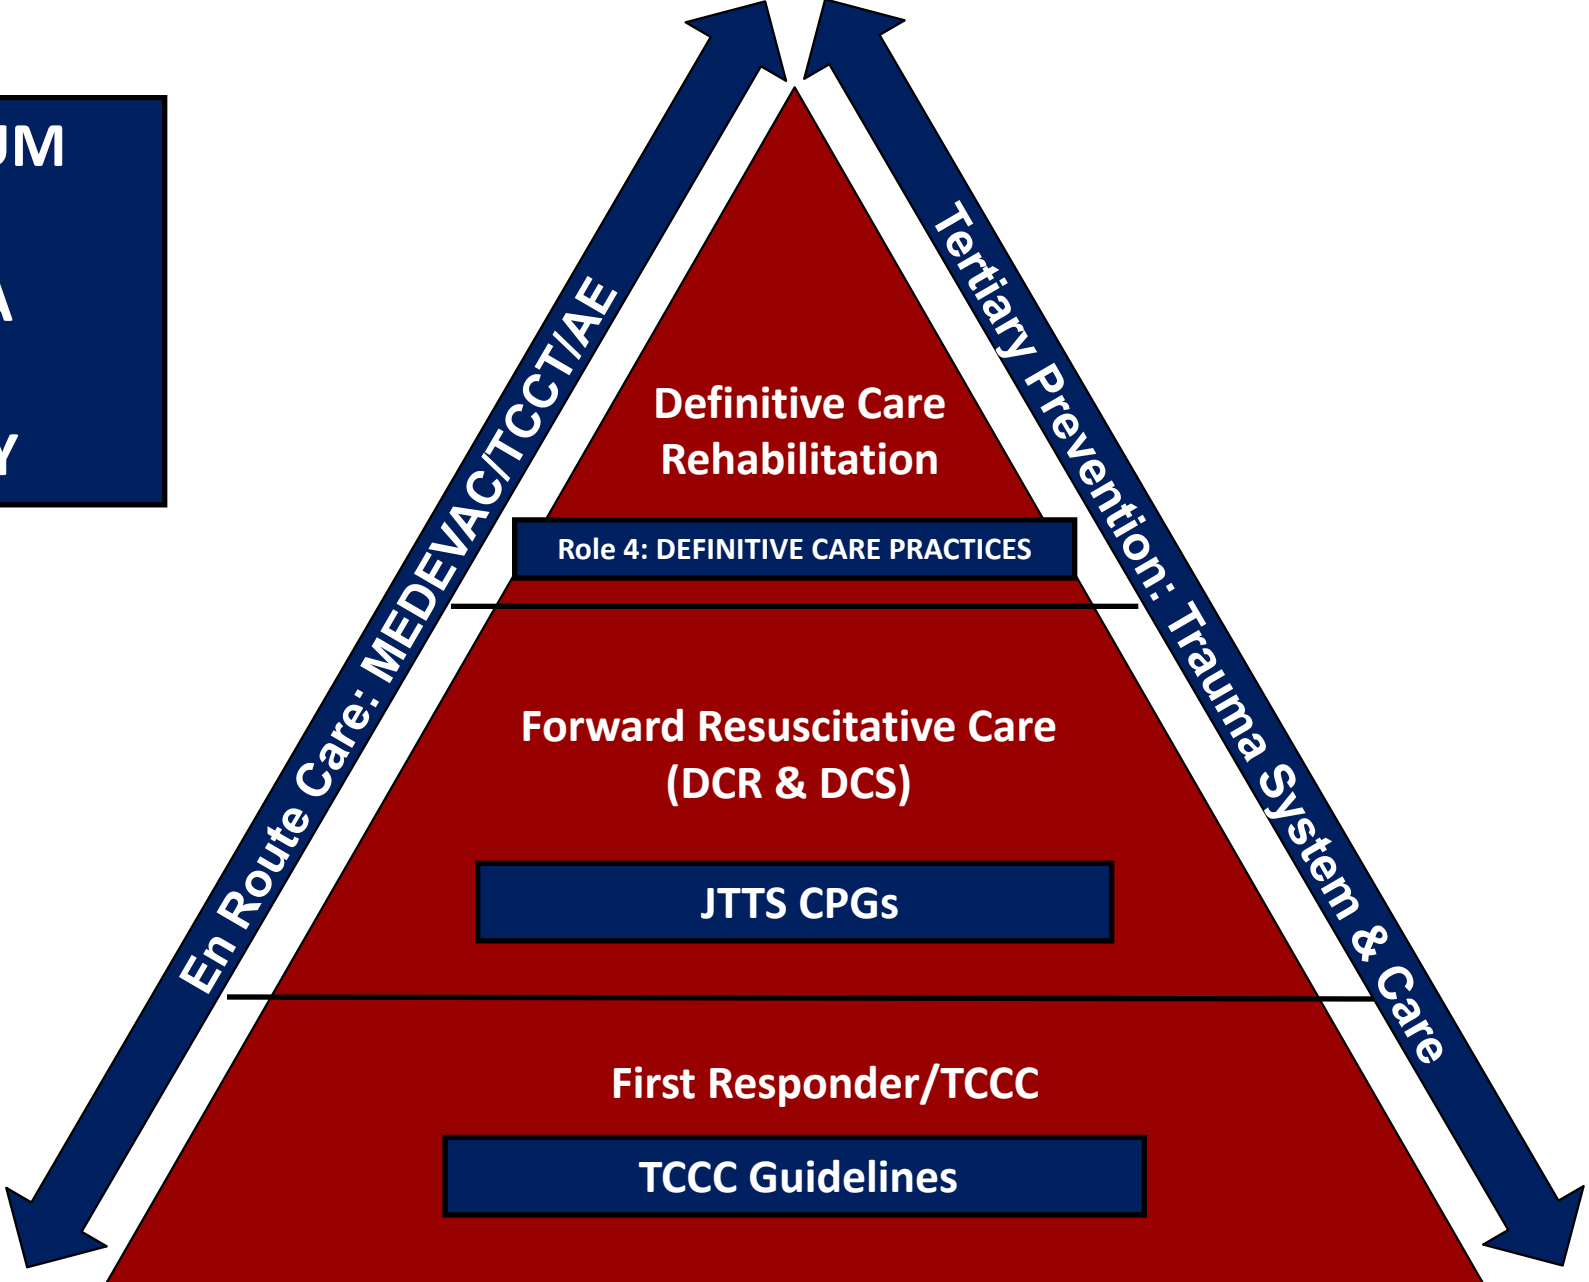 UM
A
Y
En Route Care: MEDEVAC/TCCT/AE
Tertiary Prevention: Trauma System & Care
Definitive Care
Rehabilitation
Role 4: DEFINITIVE CARE PRACTICES
Forward Resuscitative Care
(DCR & DCS)
JTTS CPGs
First Responder/TCCC
TCCC Guidelines